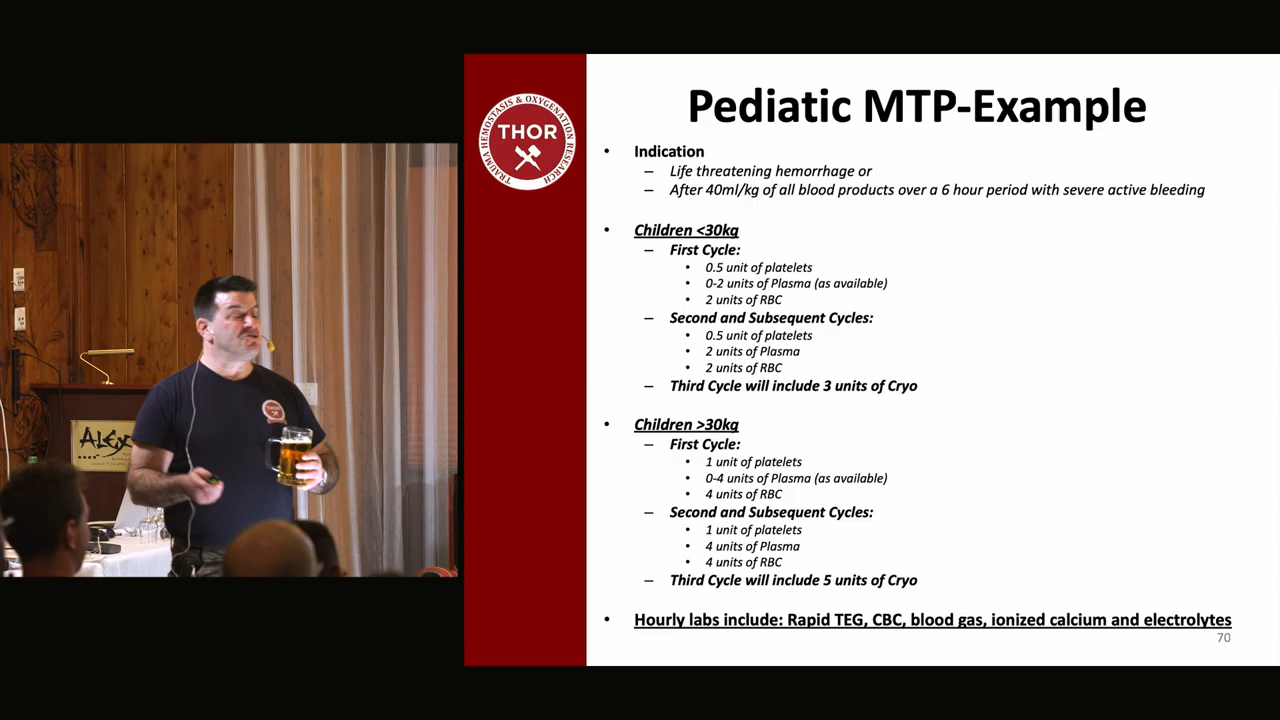 Pediatic MTP-Example
TRAUMA HEMOSTASIS & OXYGENATION RESEARCH
THOR
• Indication
– Life threatening hemorrhage or
– After 40ml/kg of all blood products over a 6 hour period with severe active bleeding
• Children <30kg
– First Cycle:
• 0.5 unit of platelets
• 0-2 units of Plasma (as available)
• 2 units of RBC
– Second and Subsequent Cycles:
• 0.5 unit of platelets
• 2 units of Plasma
• 2 units of RBC
– Third Cycle will include 3 units of Cryo
• Children >30kg
– First Cycle:
• 1 unit of platelets
• 0-4 units of Plasma (as available)
• 4 units of RBC
– Second and Subsequent Cycles:
• 1 unit of platelets
• 4 units of Plasma
• 4 units of RBC
– Third Cycle will include 5 units of Cryo
• Hourly labs include: Rapid TEG, CBC, blood gas, ionized calcium and electrolytes
70
THOR
ALEX